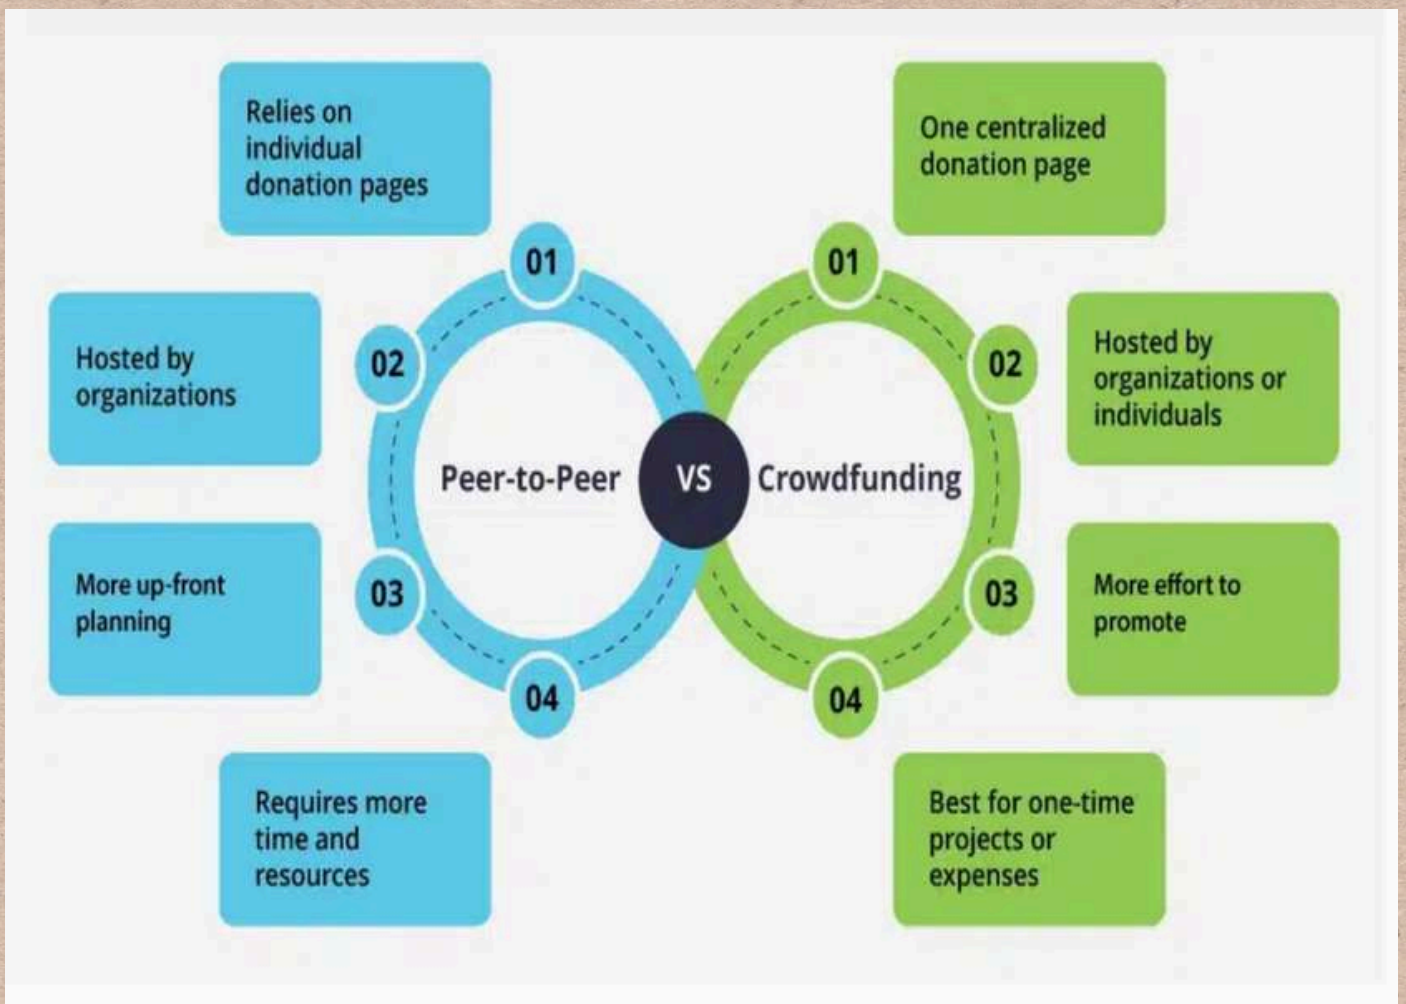 Relies on
individual
donation pages
01
Hosted by
organizations
02
More up-front
planning
03
Requires more
time and
resources
04
Peer-to-Peer
VS
Crowdfunding
One centralized
donation page
01
Hosted by
organizations or
individuals
02
More effort to
promote
03
Best for one-time
projects or
expenses
04